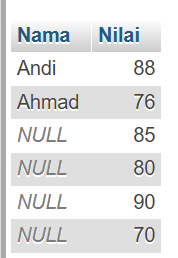 Nama Nilai
Andi 88
Ahmad 76
NULL 85
NULL 80
NULL 90
NULL 70